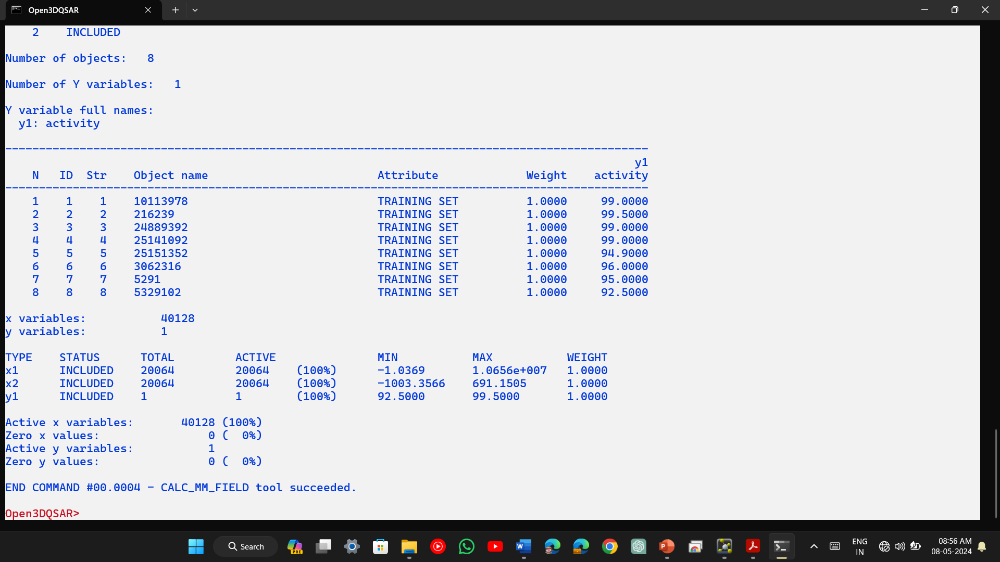 Open3DQSAR
2    INCLUDED
Number of objects:   8
Number of Y variables:   1
Y variable full names:
y1: activity
-----------------------------------------------------------------------------------------------
y1
N   ID  Str    Object name                         Attribute             Weight    activity
-----------------------------------------------------------------------------------------------
1    1    1    10113978                            TRAINING SET          1.0000     99.0000
2    2    2    216239                              TRAINING SET          1.0000     99.5000
3    3    3    24889392                            TRAINING SET          1.0000     99.0000
4    4    4    25141092                            TRAINING SET          1.0000     99.0000
5    5    5    25151352                            TRAINING SET          1.0000     94.9000
6    6    6    3062316                             TRAINING SET          1.0000     96.0000
7    7    7    5291                                TRAINING SET          1.0000     95.0000
8    8    8    5329102                             TRAINING SET          1.0000     92.5000
x variables:           40128
y variables:           1
TYPE    STATUS      TOTAL         ACTIVE               MIN           MAX           WEIGHT
x1      INCLUDED    20064         20064    (100%)      -1.0369       1.0656e+007   1.0000
x2      INCLUDED    20064         20064    (100%)      -1003.3566    691.1505      1.0000
y1      INCLUDED    1             1        (100%)      92.5000       99.5000       1.0000
Active x variables:       40128 (100%)
Zero x values:                0 (  0%)
Active y variables:           1
Zero y values:                0 (  0%)
END COMMAND #00.0004 - CALC_MM_FIELD tool succeeded.
Open3DQSAR>
Search
PRE
W
P
ENG
IN
08:56 AM
08-05-2024